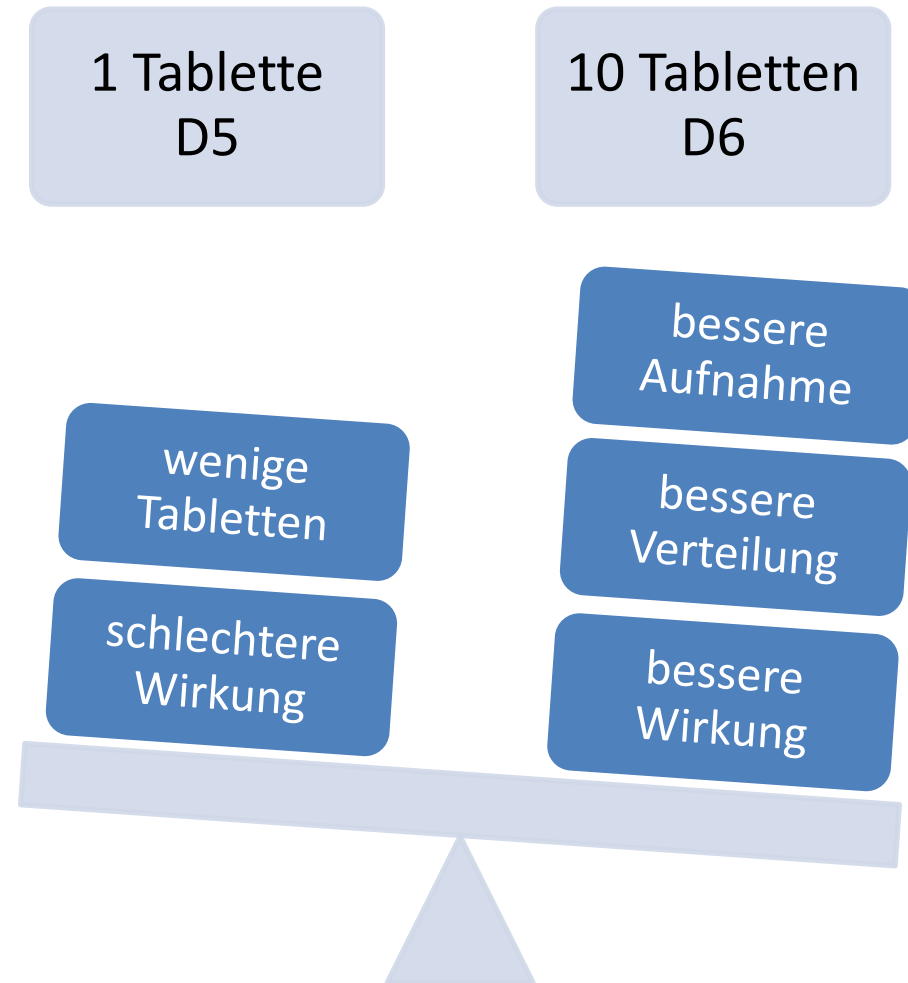 1 Tablette
D5
10 Tabletten
D6
wenige
Tabletten
schlechtere
Wirkung
bessere
Aufnahme
bessere
Verteilung
bessere
Wirkung